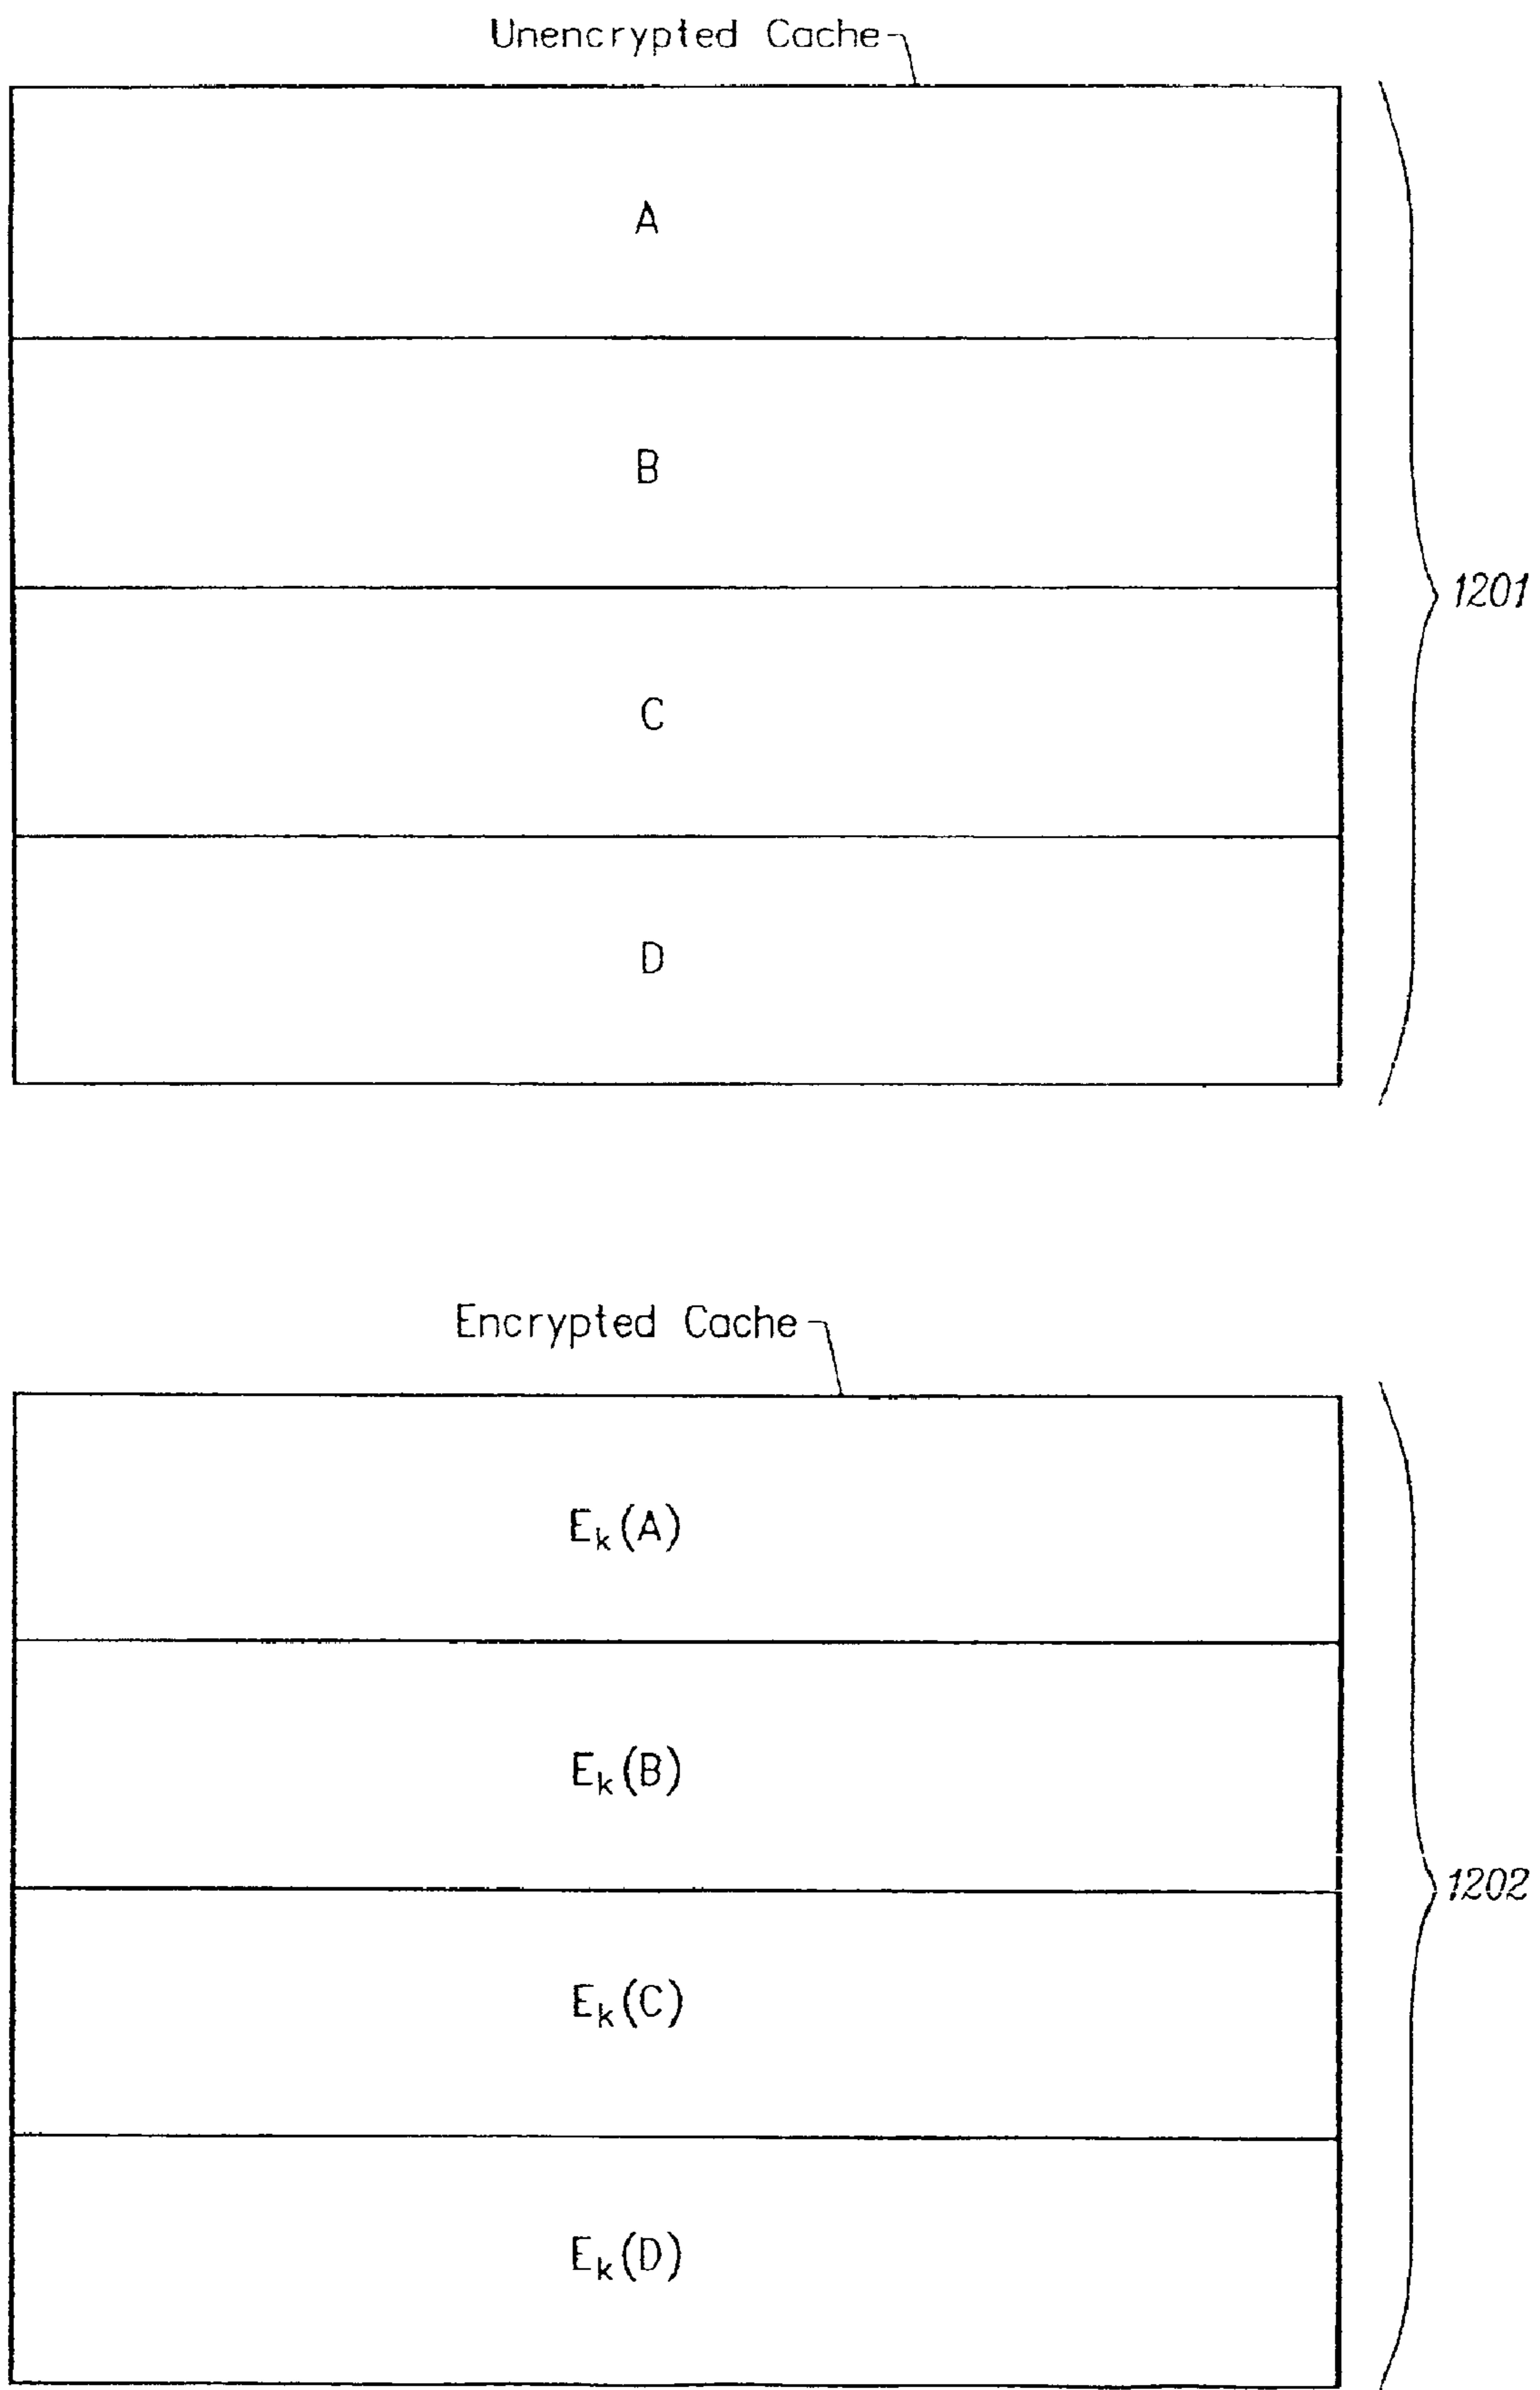 Unencrypted Cache
A
B
1201
C
D
Encrypted Cache
Eₖ(A)
Eₖ(B)
1202
Eₖ(C)
Eₖ(D)